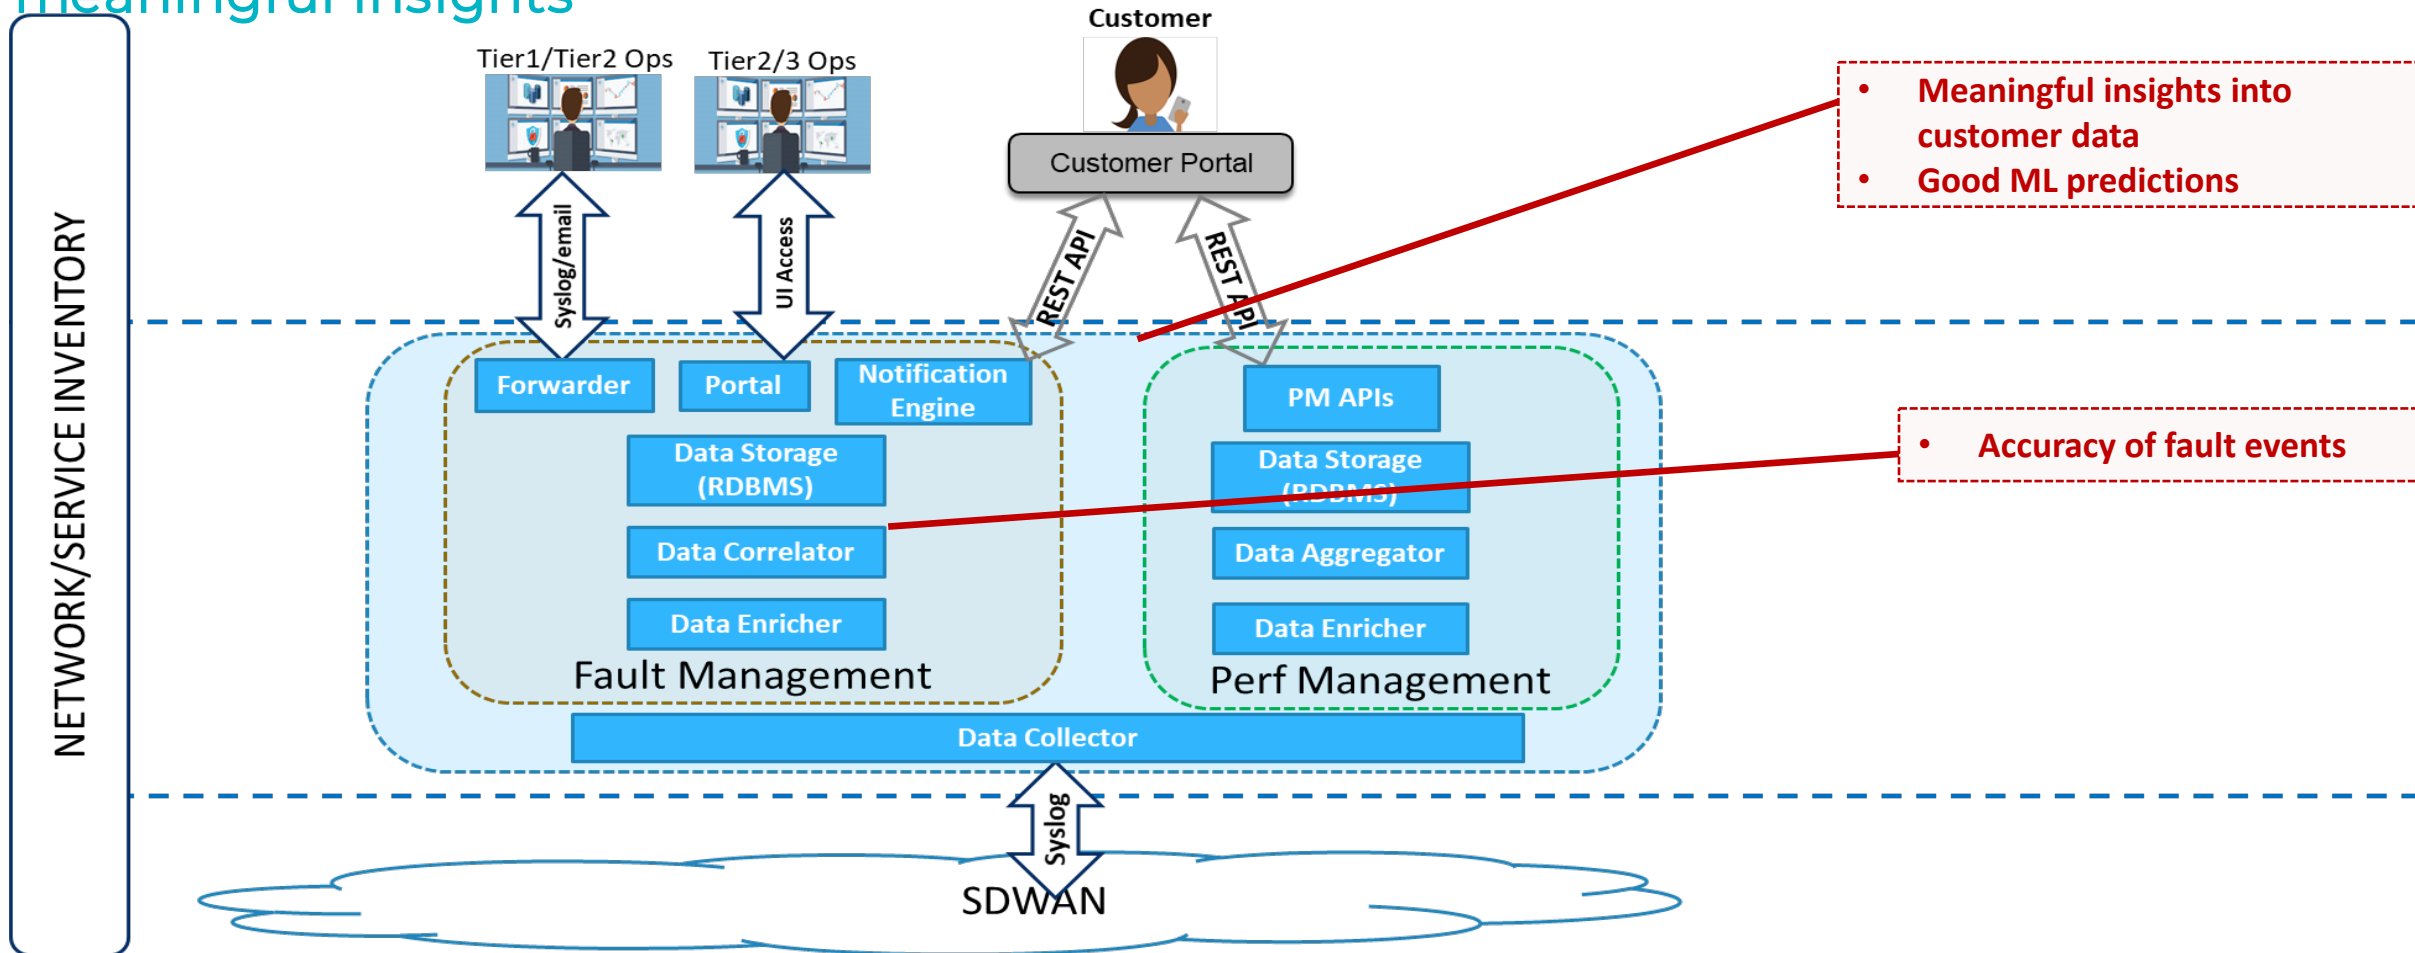 meaningful insights
Customer
Tier1/Tier2 Ops
Tier2/3 Ops
Customer Portal
• Meaningful insights into
customer data
• Good ML predictions
NETWORK/SERVICE INVENTORY
Syslog/email
UI Access
REST API
REST API
Forwarder
Portal
Notification
Engine
PM APIs
• Accuracy of fault events
Data Storage
(RDBMS)
Data Storage
(RDBMS)
Data Correlator
Data Aggregator
Data Enricher
Data Enricher
Fault Management
Perf Management
Data Collector
Syslog
SDWAN